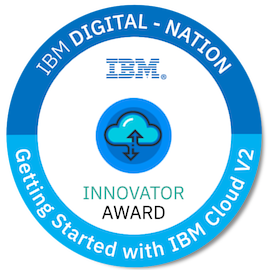 IBM DIGITAL - NATION
IBM®
INNOVATOR
AWARD
Getting Started with IBM Cloud V2